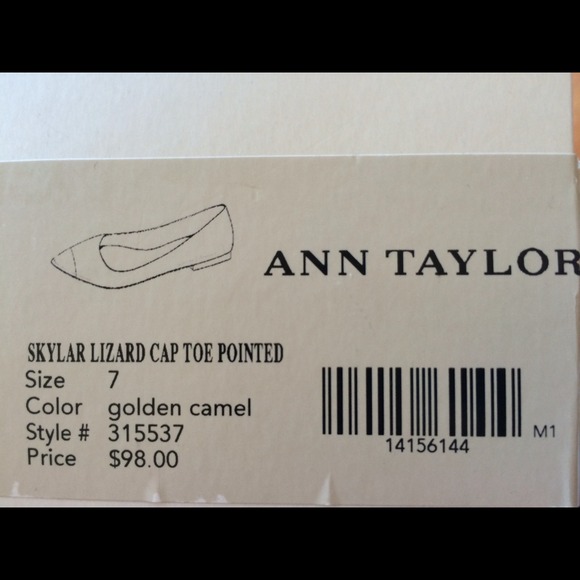 ANN TAYLOR
SKYLAR LIZARD CAP TOE POINTED
Size 7
Color golden camel
Style # 315537
Price $98.00
14156144
M1